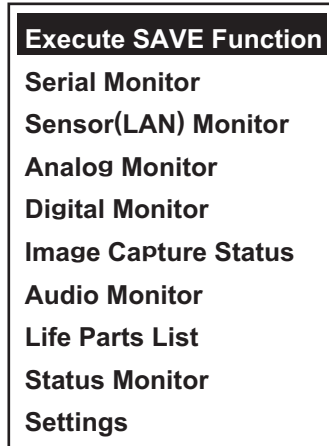 Execute SAVE Function
Serial Monitor
Sensor(LAN) Monitor
Analog Monitor
Digital Monitor
Image Capture Status
Audio Monitor
Life Parts List
Status Monitor
Settings